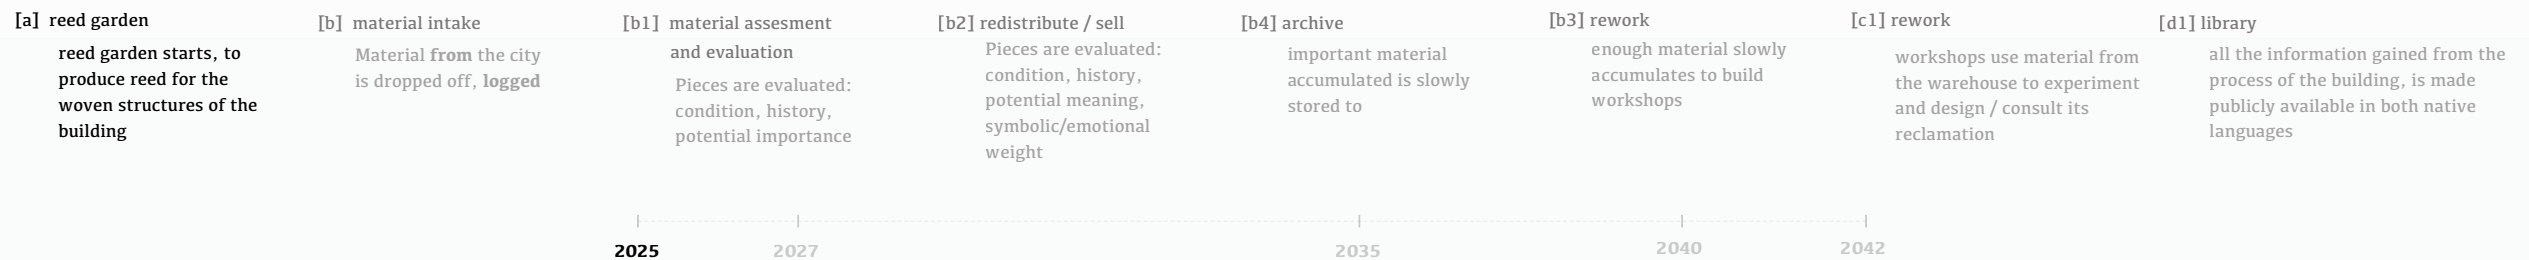 [a] reed garden
reed garden starts, to
produce reed for the
woven structures of the
building
[b] material intake
Material from the city
is dropped off, logged
[b1] material assesment
and evaluation
Pieces are evaluated:
condition, history,
potential importance
[b2] redistribute / sell
Pieces are evaluated:
condition, history,
potential meaning,
symbolic/emotional
weight
[b4] archive
important material
accumulated is slowly
stored to
[b3] rework
enough material slowly
accumulates to build
workshops
[c1] rework
workshops use material from
the warehouse to experiment
and design / consult its
reclamation
[d1] library
all the information gained from the
process of the building, is made
publicly available in both native
languages
2025
2027
2035
2040
2042